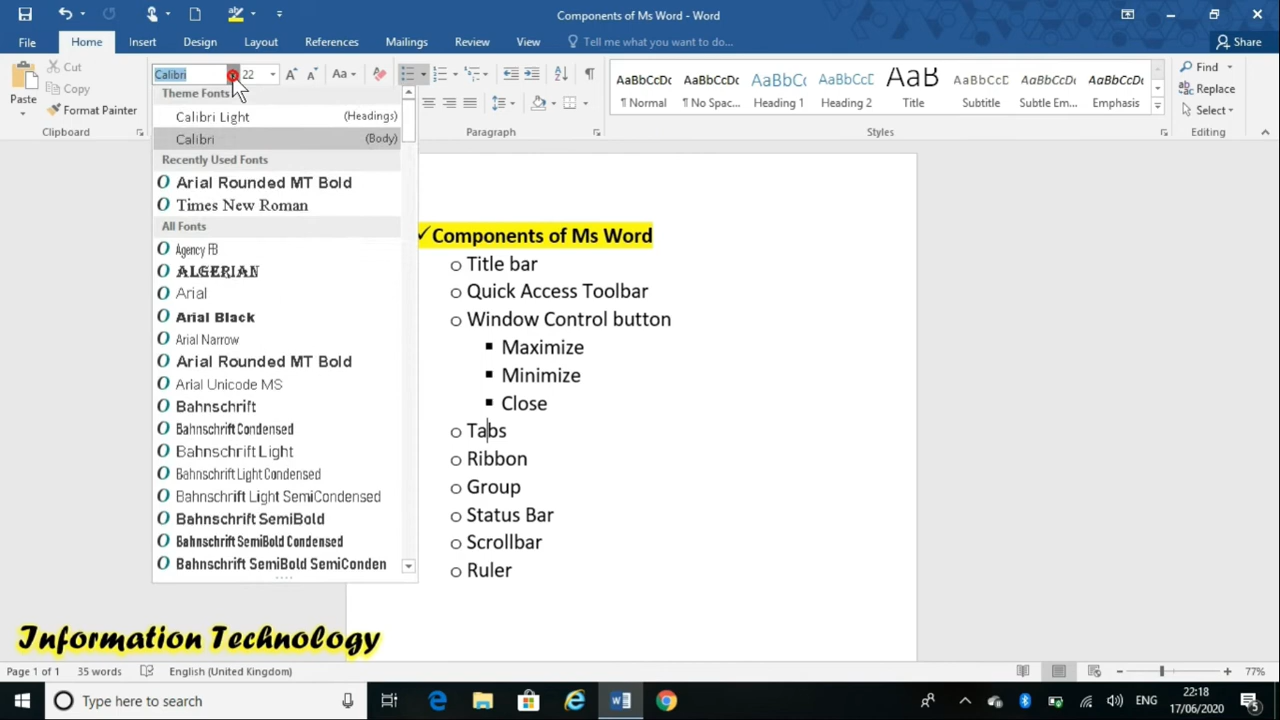 Components of Ms Word - Word
File Home Insert Design Layout References Mailings Review View Tell me what you want to do... Share
Paste
Cut
Copy
Format Painter
Clipboard
Calibri 22
Aa
Theme Fonts
Calibri Light (Headings)
Calibri (Body)
Recently Used Fonts
Arial Rounded MT Bold
Times New Roman
All Fonts
Agency FB
ALGERIAN
Arial
Arial Black
Arial Narrow
Arial Rounded MT Bold
Arial Unicode MS
Bahnschrift
Bahnschrift Condensed
Bahnschrift Light
Bahnschrift Light Condensed
Bahnschrift Light SemiCondensed
Bahnschrift SemiBold
Bahnschrift SemiBold Condensed
Bahnschrift SemiBold SemiConden
Paragraph
AaBbCcDc AaBbCcDc AaBbCc AaBbCcD AaB AaBbCcD AaBbCcDc
¶ Normal ¶ No Spac... Heading 1 Heading 2 Title Subtitle Emphasis
Styles
Find
Replace
Select
Editing
✓Components of Ms Word
o Title bar
o Quick Access Toolbar
o Window Control button
▪ Maximize
▪ Minimize
▪ Close
o Tabs
o Ribbon
o Group
o Status Bar
o Scrollbar
o Ruler
Information Technology
Page 1 of 1 35 words English (United Kingdom) 77%
Type here to search
ENG
22:18
17/06/2020
5